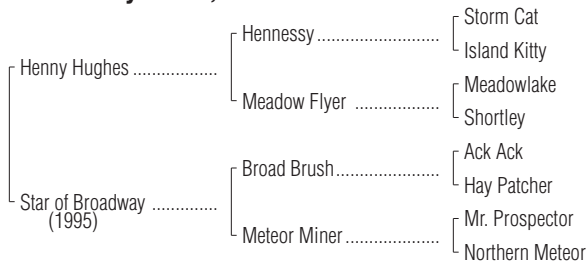 Storm Cat
Hennessy
Island Kitty
Henny Hughes
Meadowlake
Meadow Flyer
Shortley
Ack Ack
Broad Brush
Hay Patcher
Star of Broadway
(1995)
Mr. Prospector
Meteor Miner
Northern Meteor